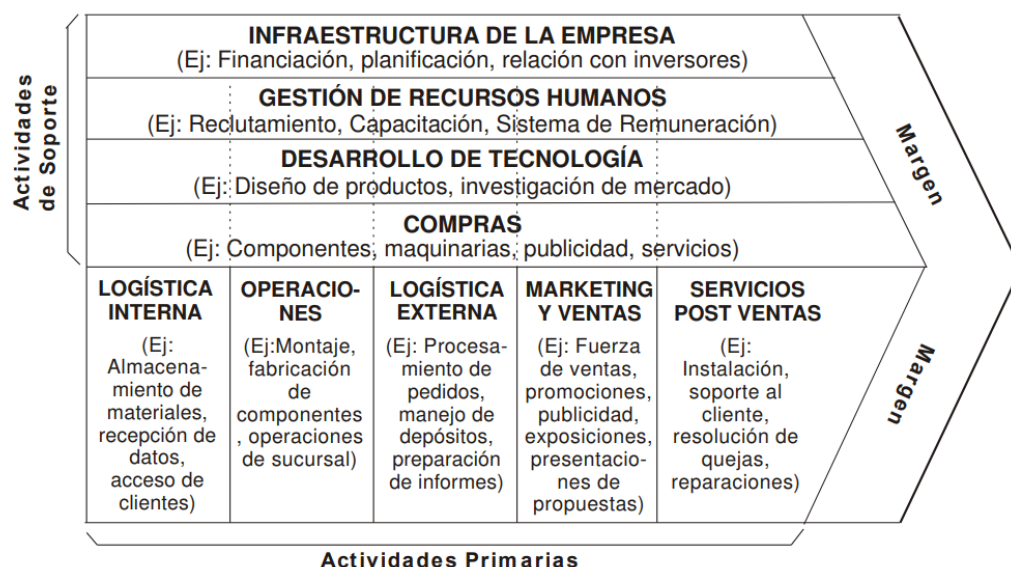 INFRAESTRUCTURA DE LA EMPRESA
(Ej: Financiación, planificación, relación con inversores)
GESTIÓN DE RECURSOS HUMANOS
(Ej: Reclutamiento, Capacitación, Sistema de Remuneración)
DESARROLLO DE TECNOLOGÍA
(Ej: Diseño de productos, investigación de mercado)
COMPRAS
(Ej: Componentes, maquinarias, publicidad, servicios)
Actividades
de Soporte
Margen
LOGÍSTICA
INTERNA
(Ej:
Almacena-
miento de
materiales,
recepción de
datos,
acceso de
clientes)
OPERACIO-
NES
(Ej:Montaje,
fabricación
de
componentes
, operaciones
de sucursal)
LOGÍSTICA
EXTERNA
(Ej: Procesa-
miento de
pedidos,
manejo de
depósitos,
preparación
de informes)
MARKETING
Y VENTAS
(Ej: Fuerza
de ventas,
promociones,
publicidad,
exposiciones,
presentacio-
nes de
propuestas)
SERVICIOS
POST VENTAS
(Ej:
Instalación,
soporte al
cliente,
resolución de
quejas,
reparaciones)
Margen
Actividades Primarias